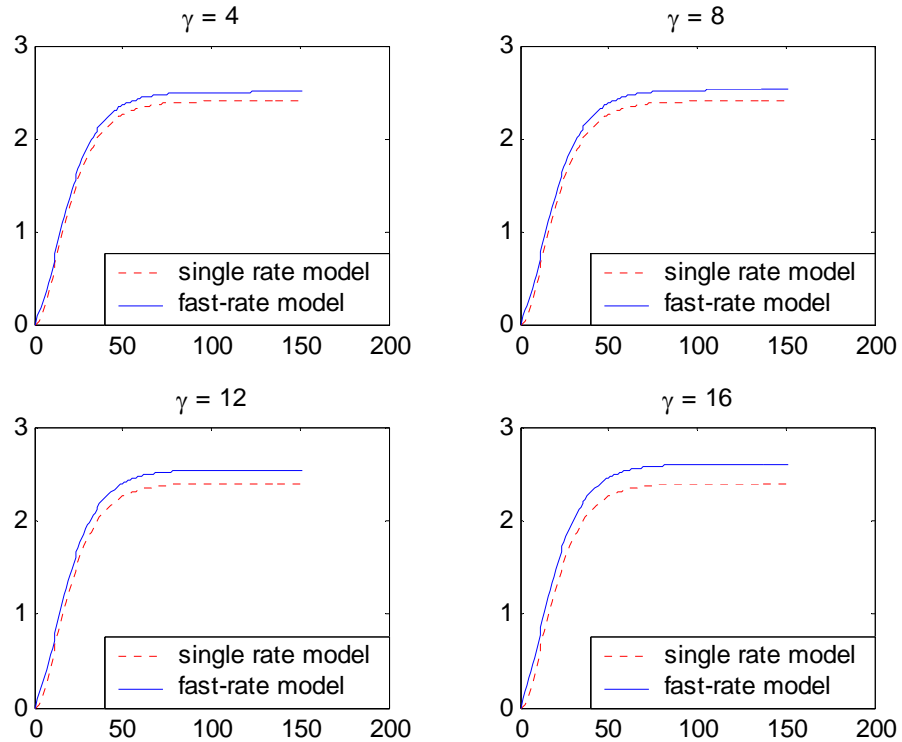 γ = 4
3
2
1
0
single rate model
fast-rate model
0 50 100 150 200
γ = 8
3
2
1
0
single rate model
fast-rate model
0 50 100 150 200
γ = 12
3
2
1
0
single rate model
fast-rate model
0 50 100 150 200
γ = 16
3
2
1
0
single rate model
fast-rate model
0 50 100 150 200